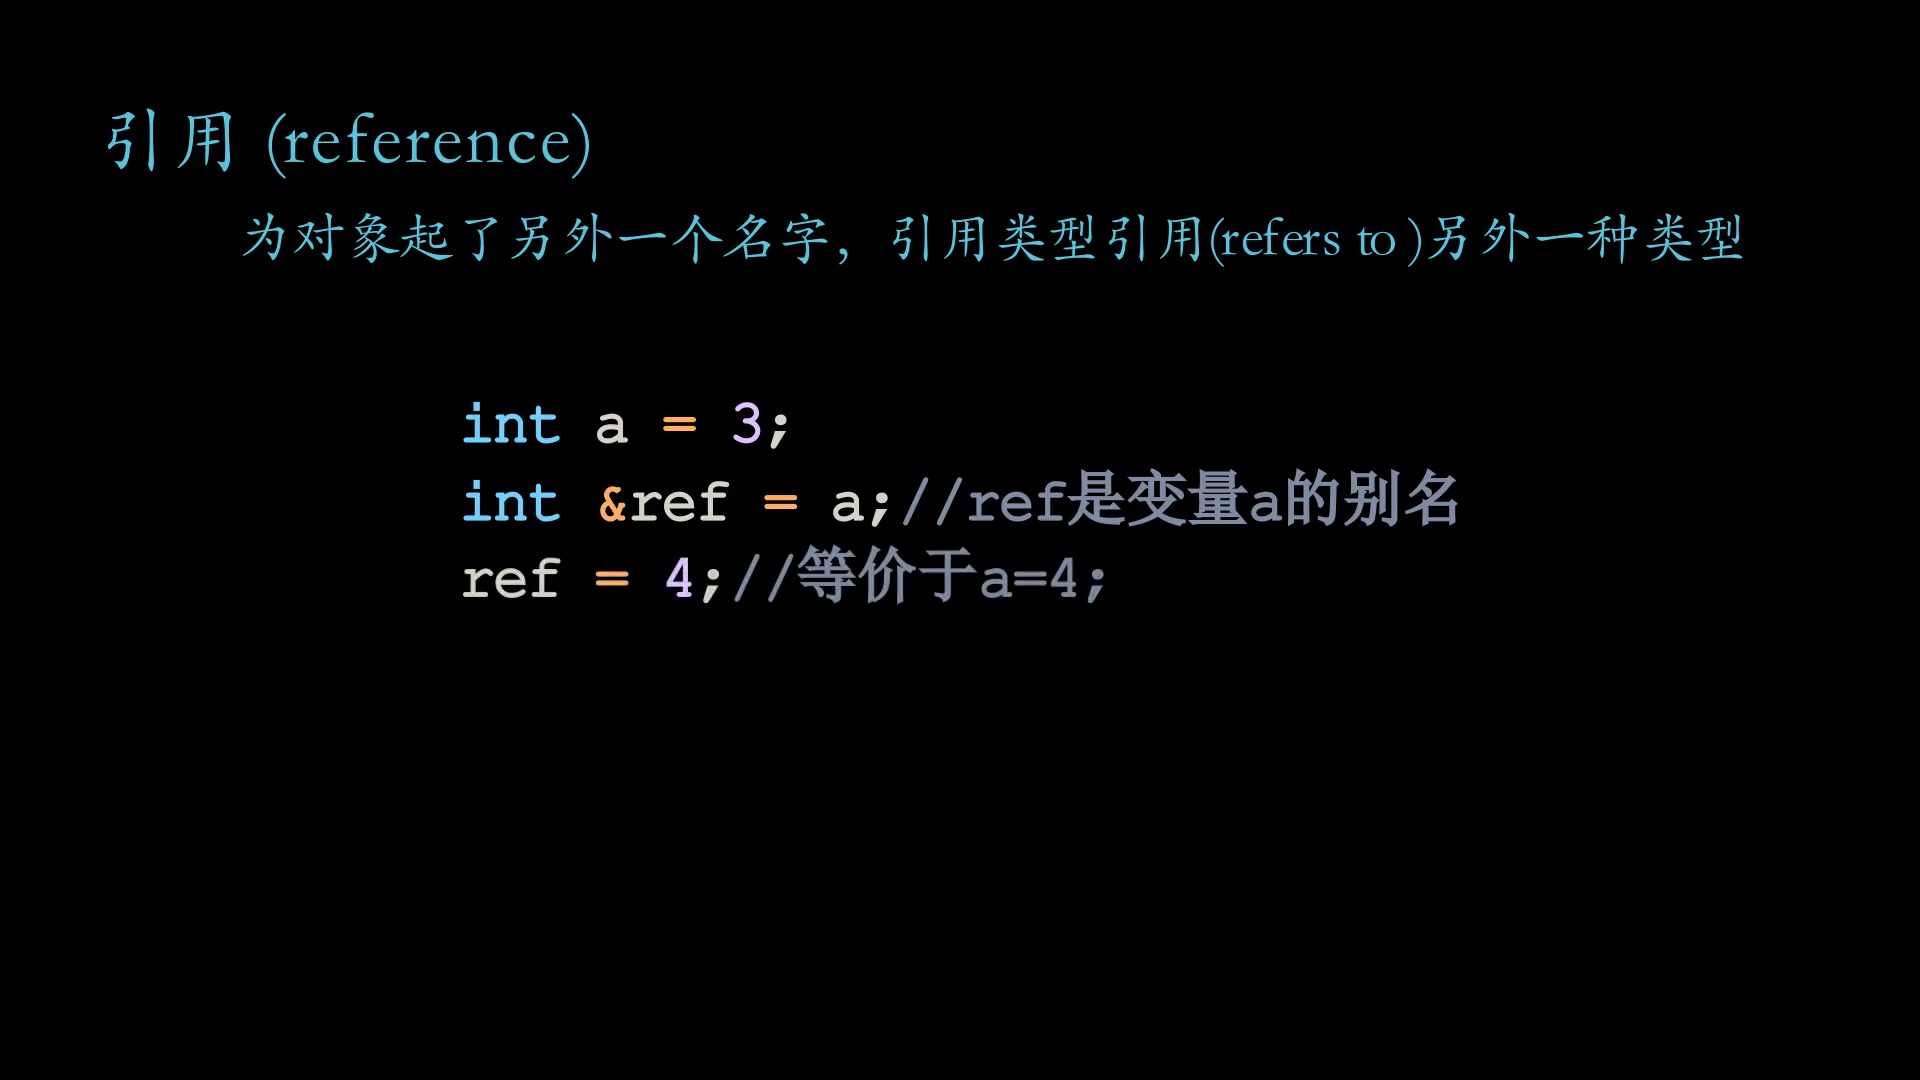 引用 (reference)
为对象起了另外一个名字，引用类型引用(refers to )另外一种类型
int a = 3;
int &ref = a;//ref是变量a的别名
ref = 4;//等价于a=4;